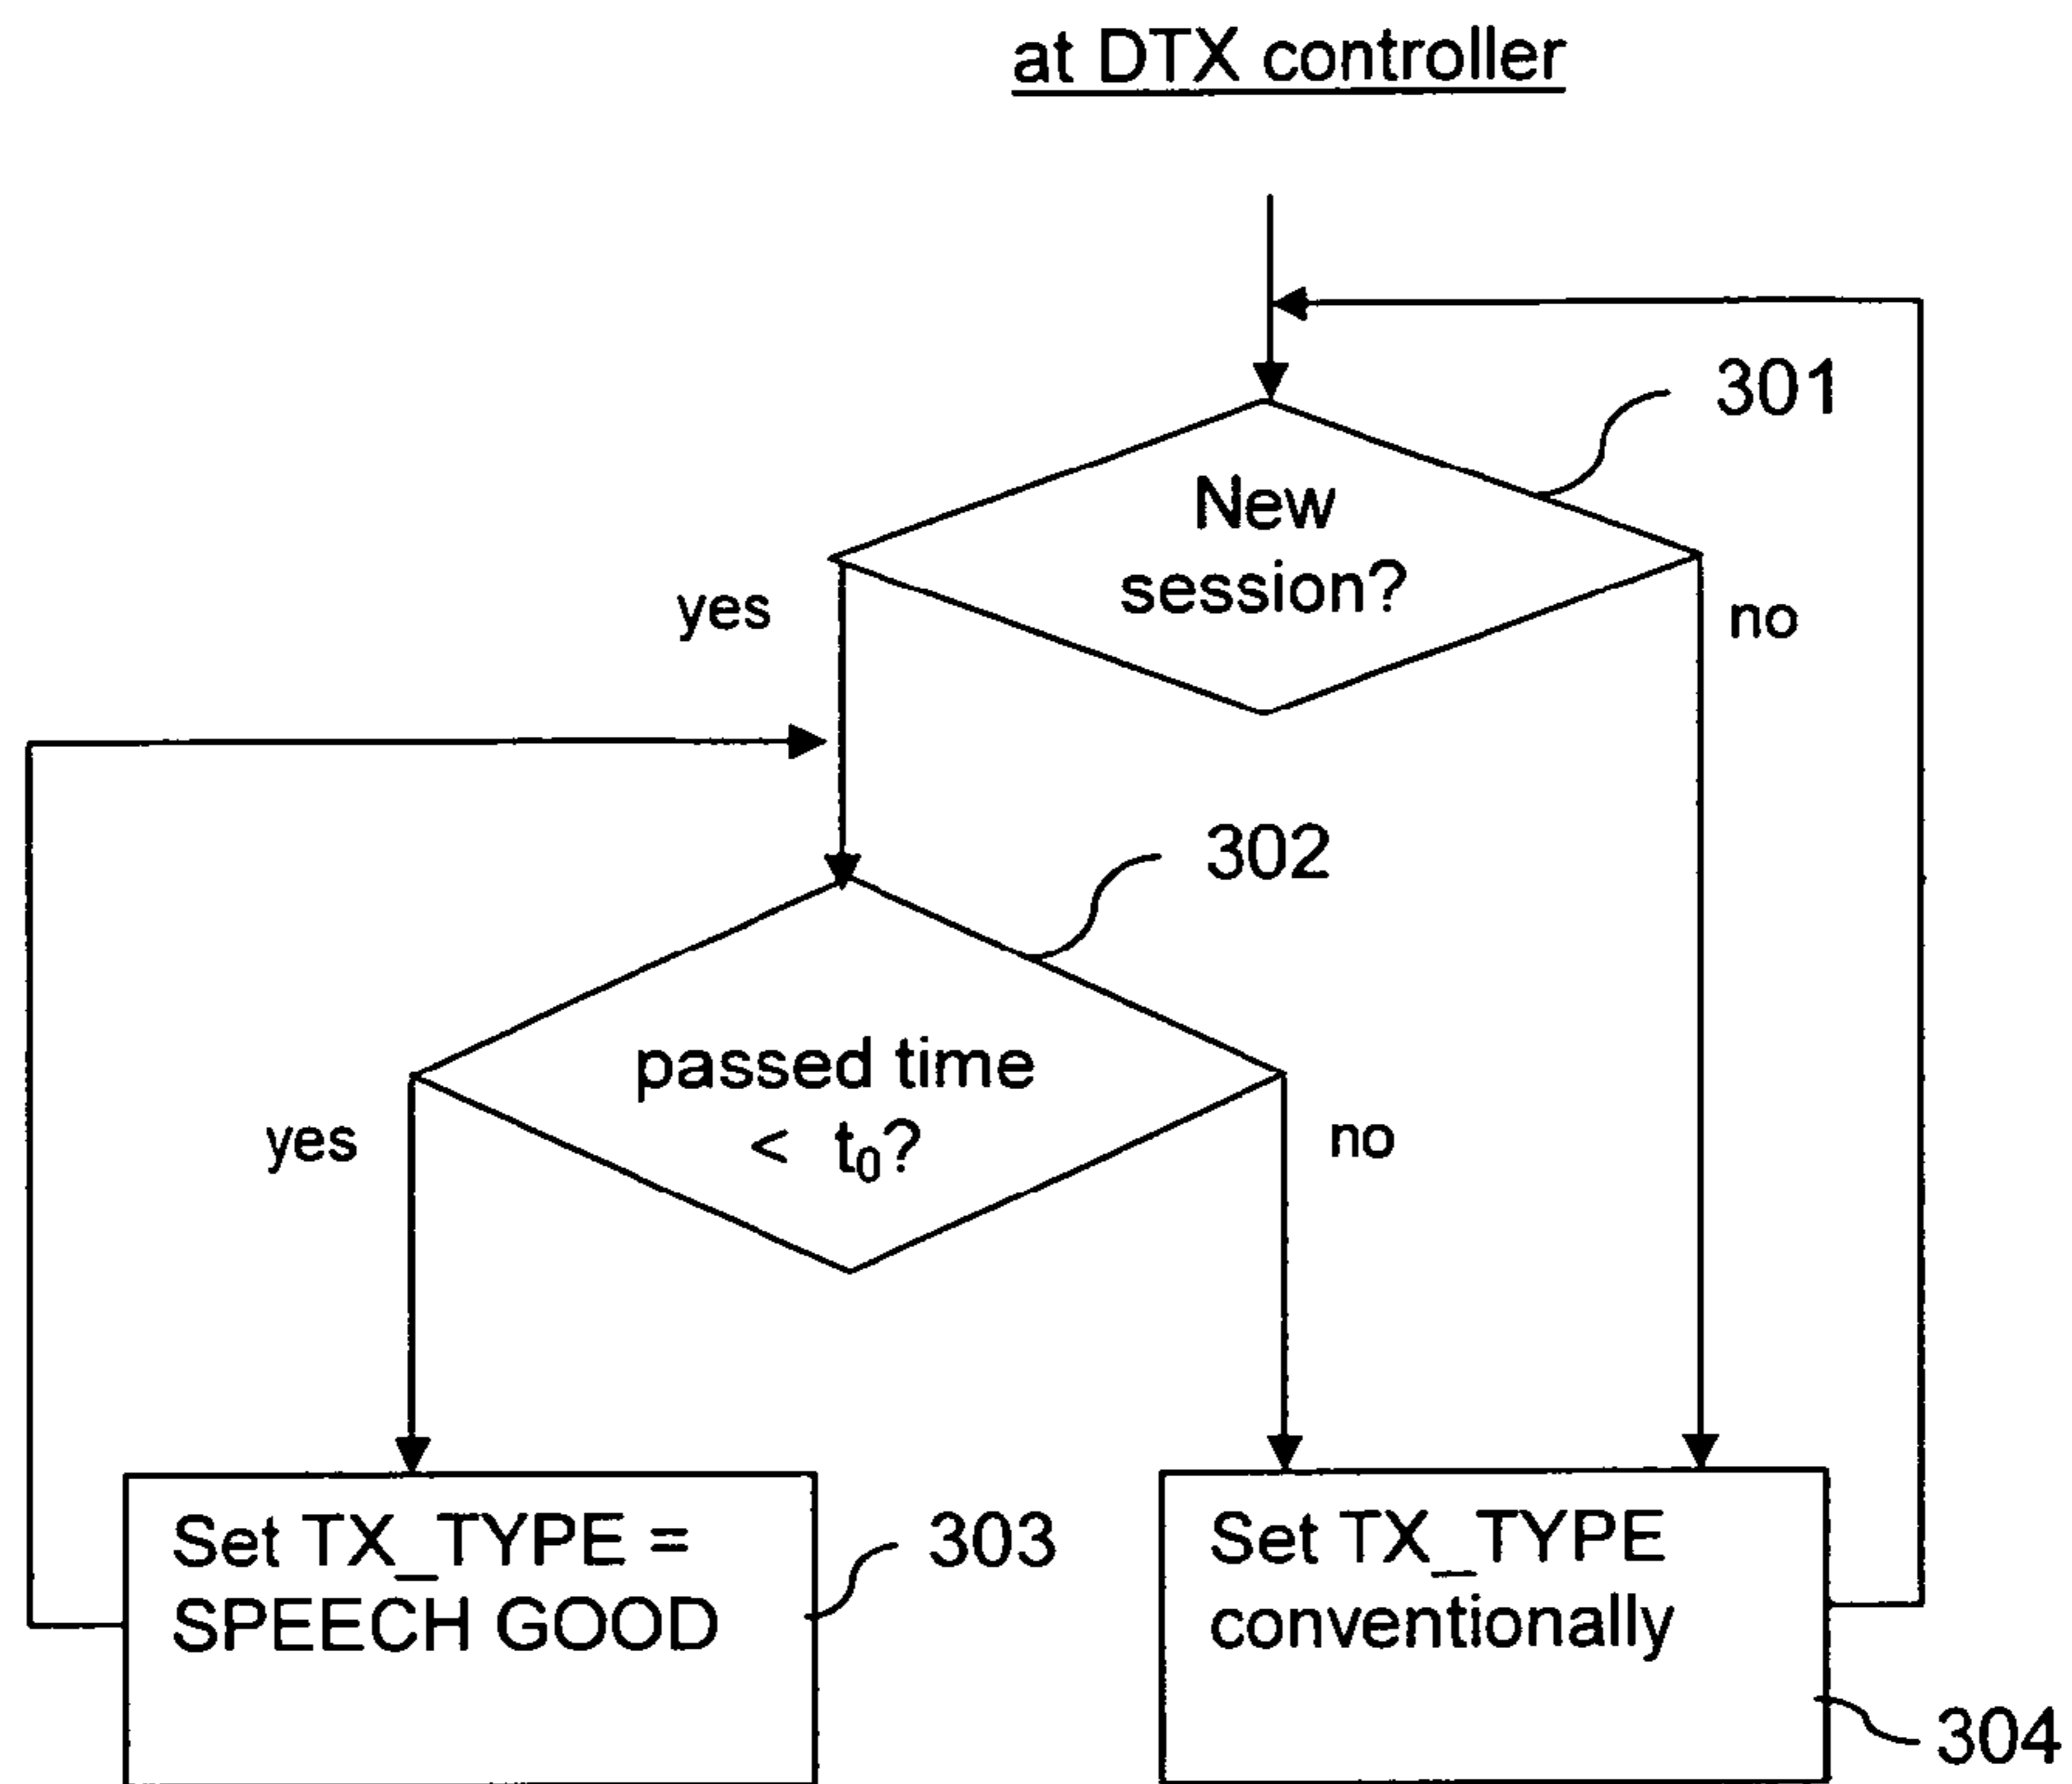 at DTX controller
301
New
session?
yes
no
302
passed time
< t₀?
yes
no
Set TX_TYPE =
SPEECH GOOD
303
Set TX_TYPE
conventionally
304